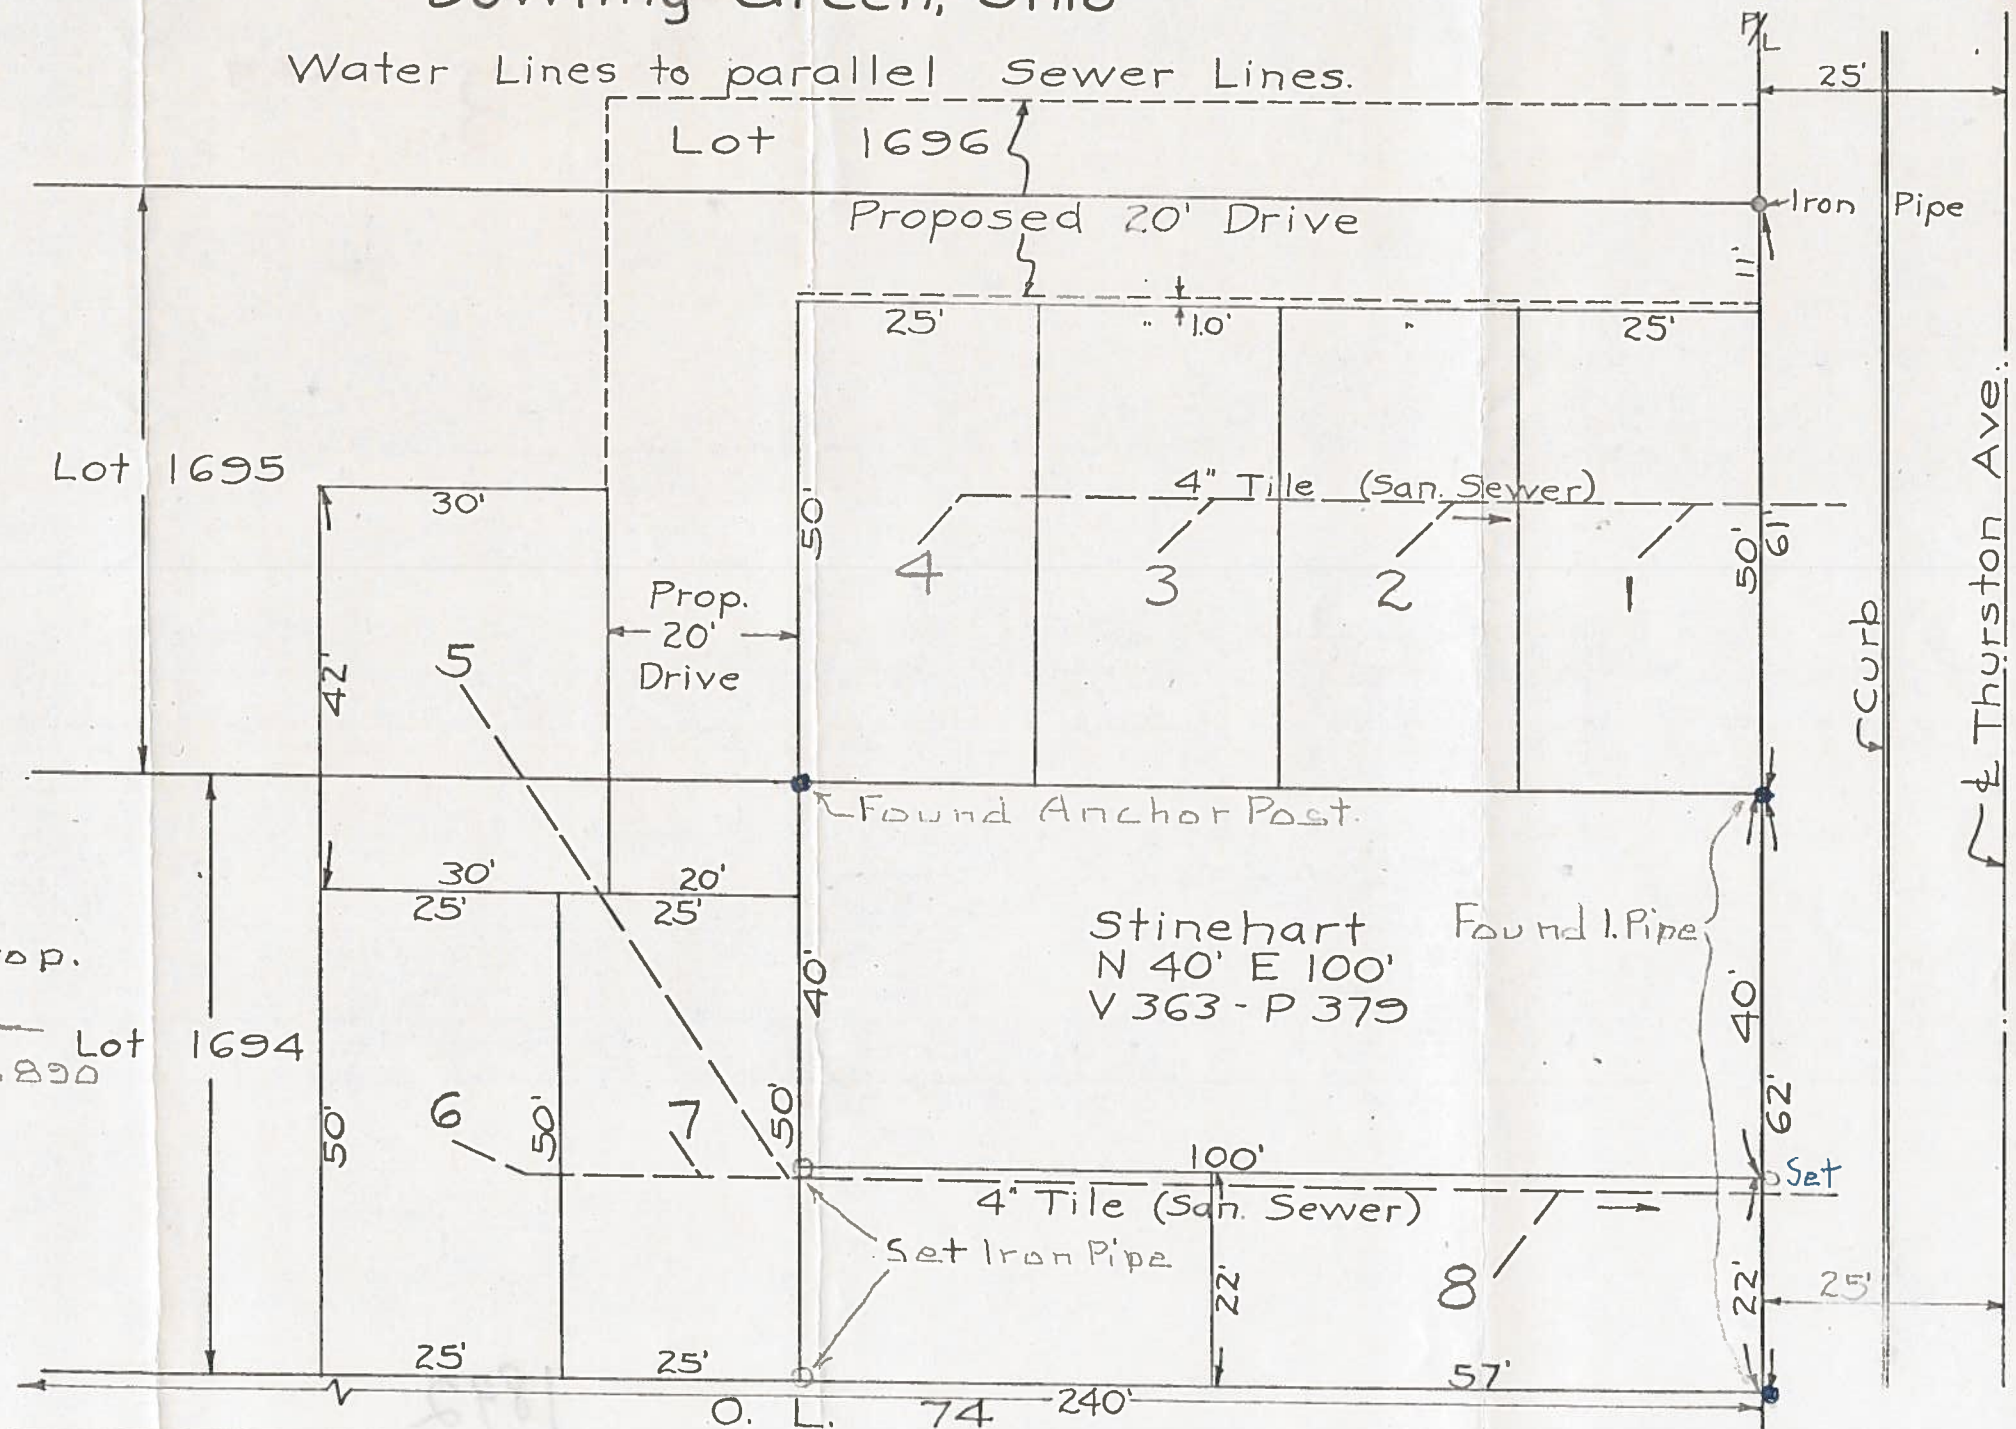 Bowling Green, Ohio
Water Lines to parallel Sewer Lines.
P/L
25'
Lot 1696
Iron Pipe
Proposed 20' Drive
11'
25' " 1.0' " 25'
Lot 1695
30'
4" Tile (San. Sewer)
50'
50'
61'
4 3 2 1
Prop.
20'
Drive
42'
5
Curb
℄ Thurston Ave.
Found Anchor Post.
30' 20'
25' 25'
Stinehart
N 40' E 100'
V 363 - P 379
Found I. Pipe
40'
40'
Lot 1694
890
50'
6
50'
7
50'
62'
100'
Set
4" Tile (San. Sewer)
Set Iron Pipe
22'
8
22'
25'
25' 25' 57'
240'
O. L. 74